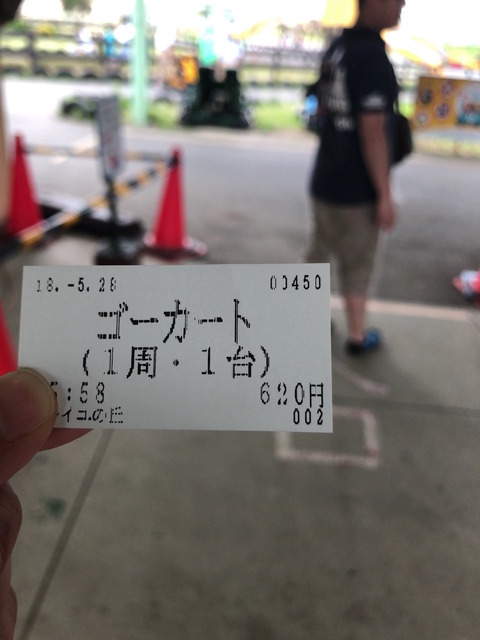 18.-5.28 00450
ゴーカート
(1周・1台)
5:58 620円
イコの丘 002